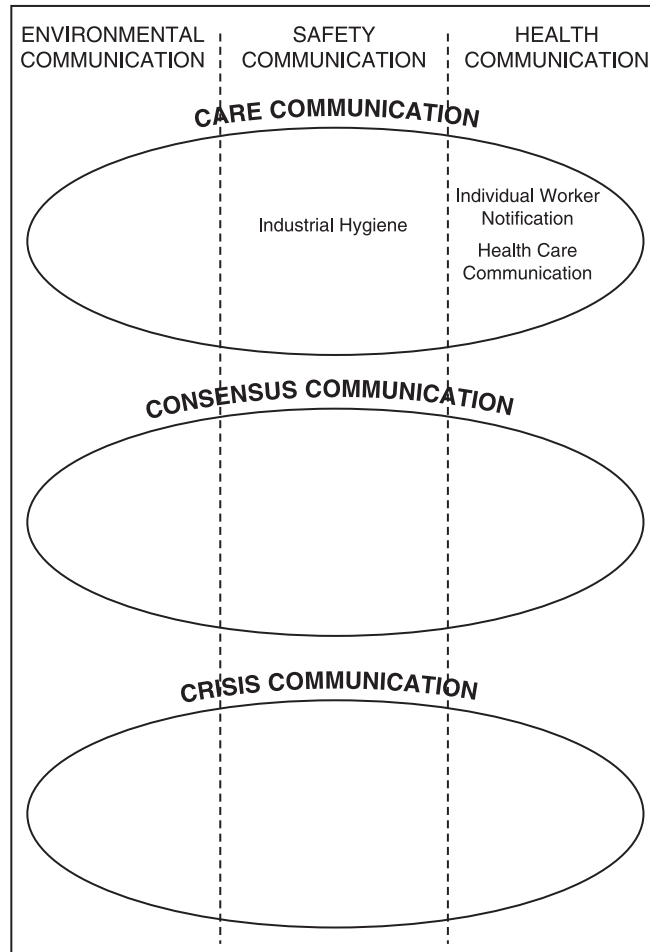 ENVIRONMENTAL
COMMUNICATION
SAFETY
COMMUNICATION
HEALTH
COMMUNICATION
CARE COMMUNICATION
Industrial Hygiene
Individual Worker
Notification
Health Care
Communication
CONSENSUS COMMUNICATION
CRISIS COMMUNICATION